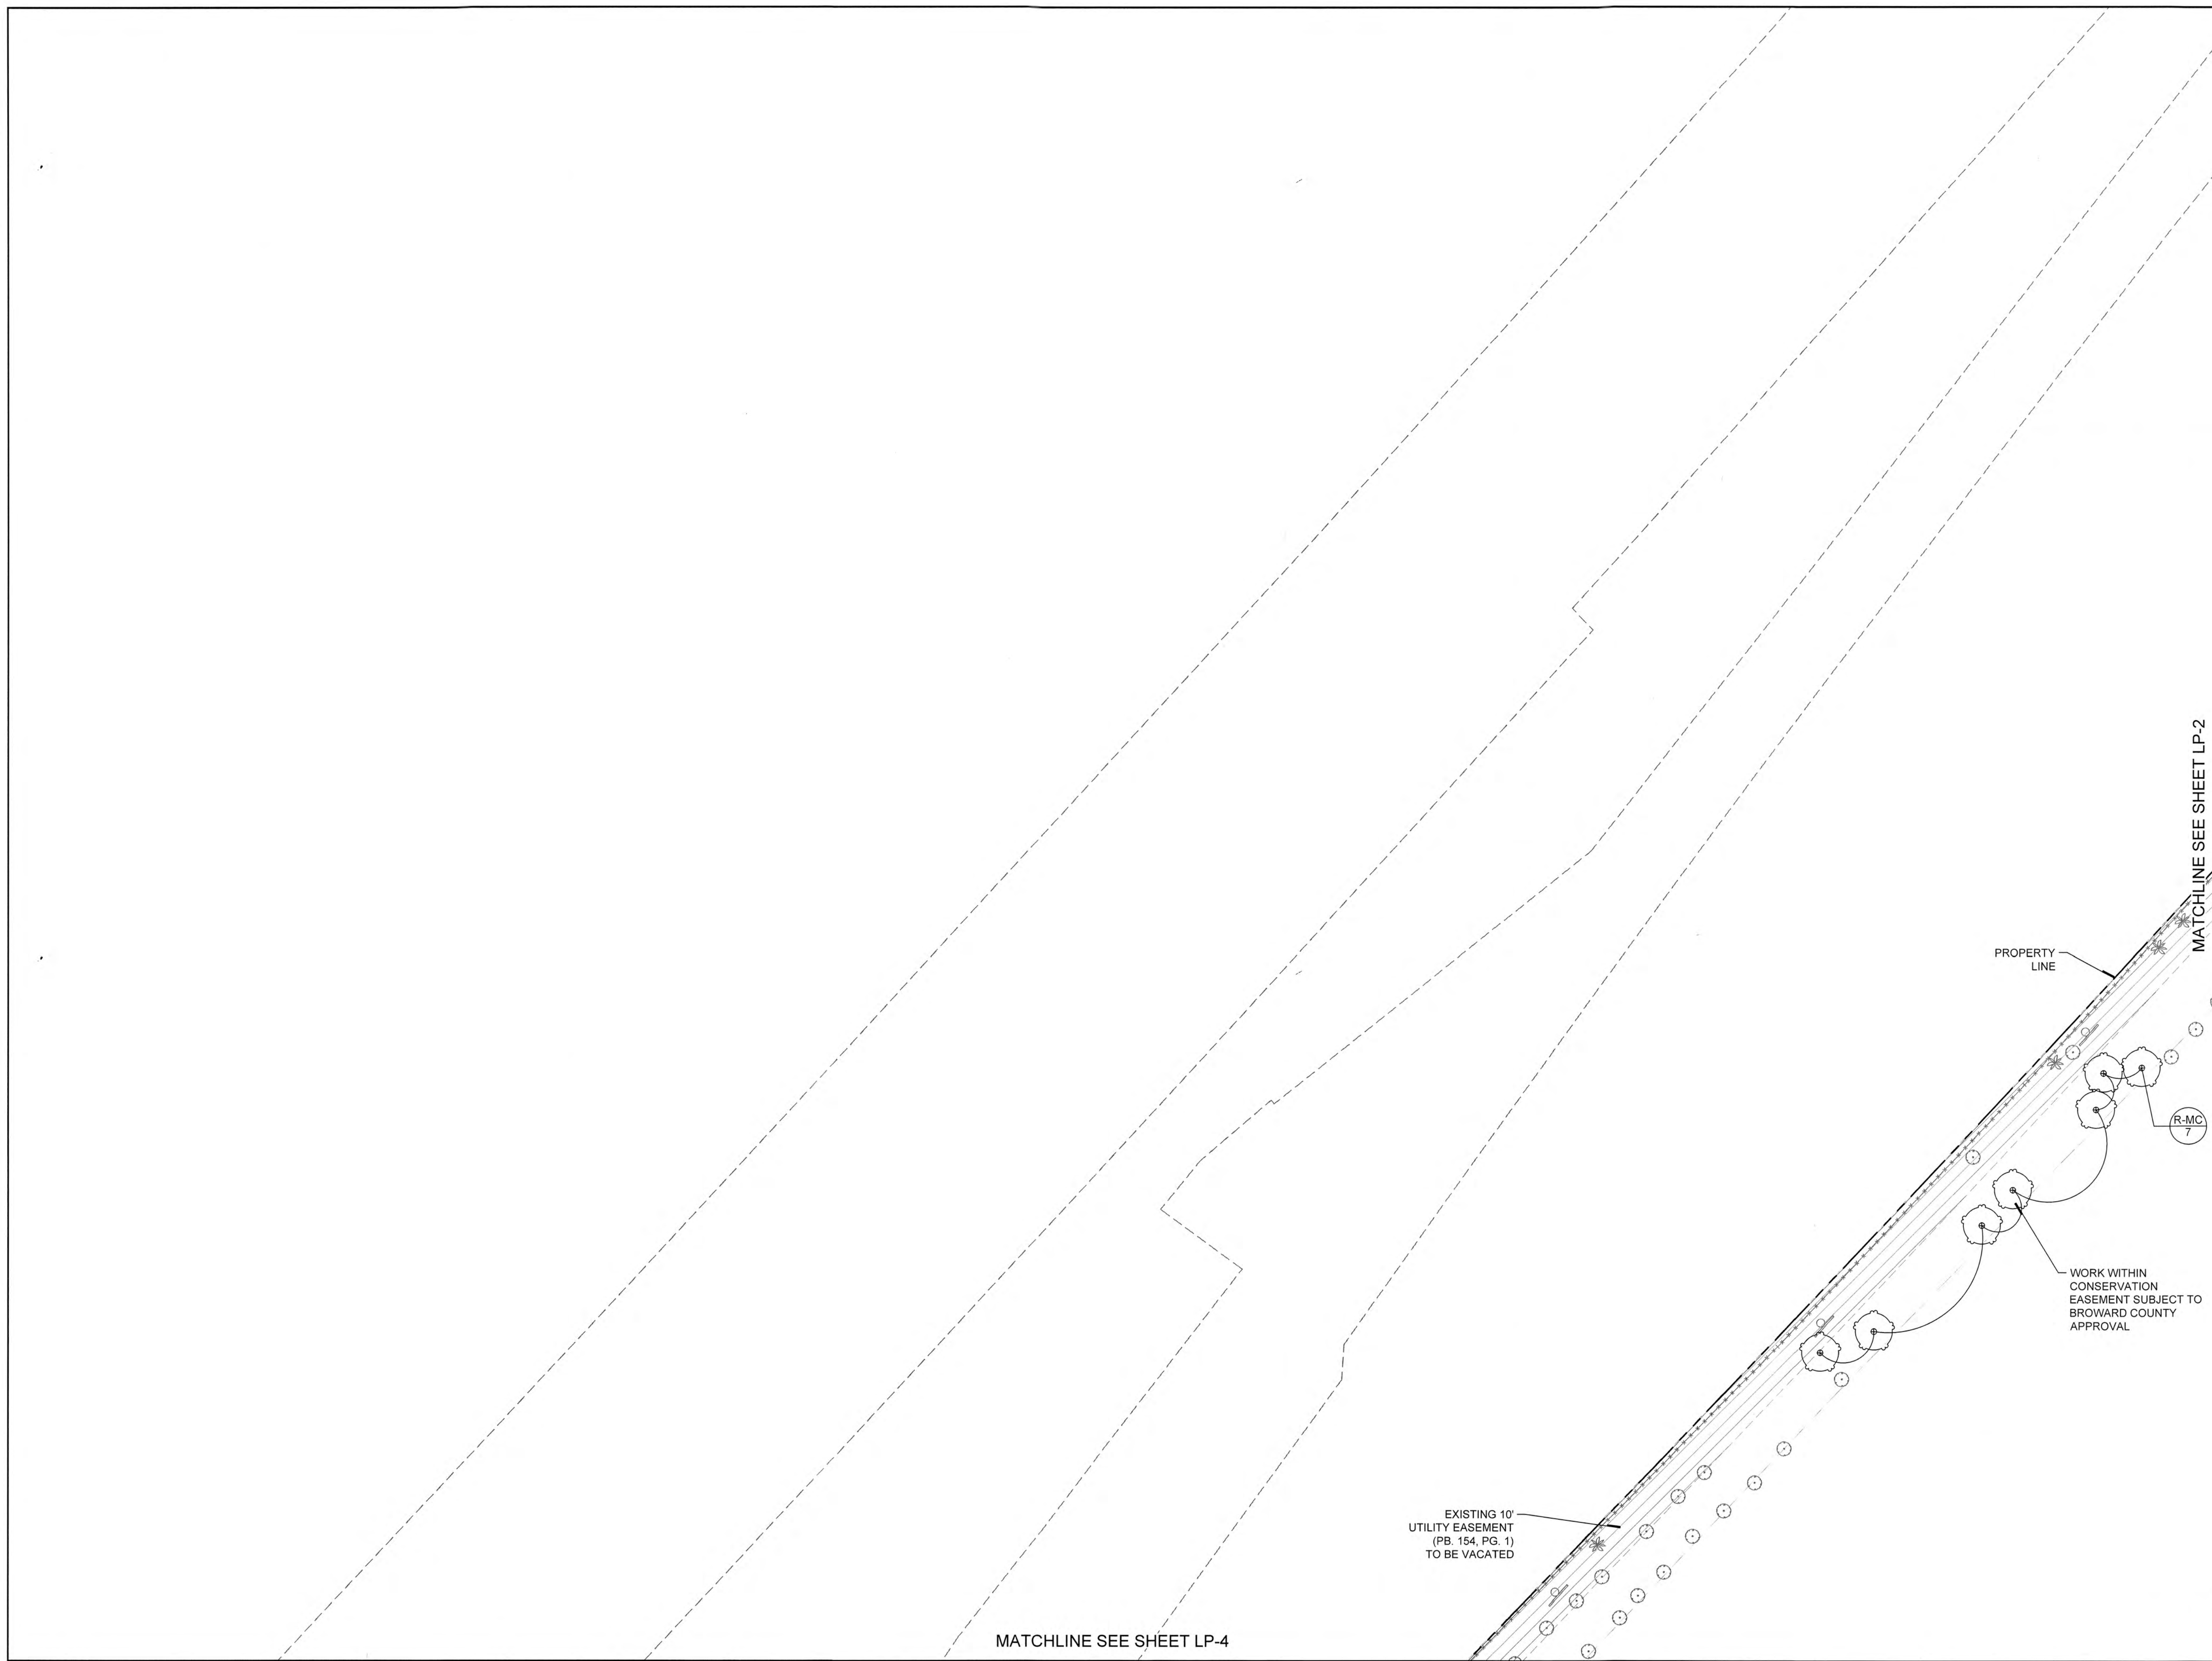 MATCHLINE SEE SHEET LP-2
PROPERTY
LINE
R-MC
7
WORK WITHIN
CONSERVATION
EASEMENT SUBJECT TO
BROWARD COUNTY
APPROVAL
EXISTING 10'
UTILITY EASEMENT
(PB. 154, PG. 1)
TO BE VACATED
MATCHLINE SEE SHEET LP-4